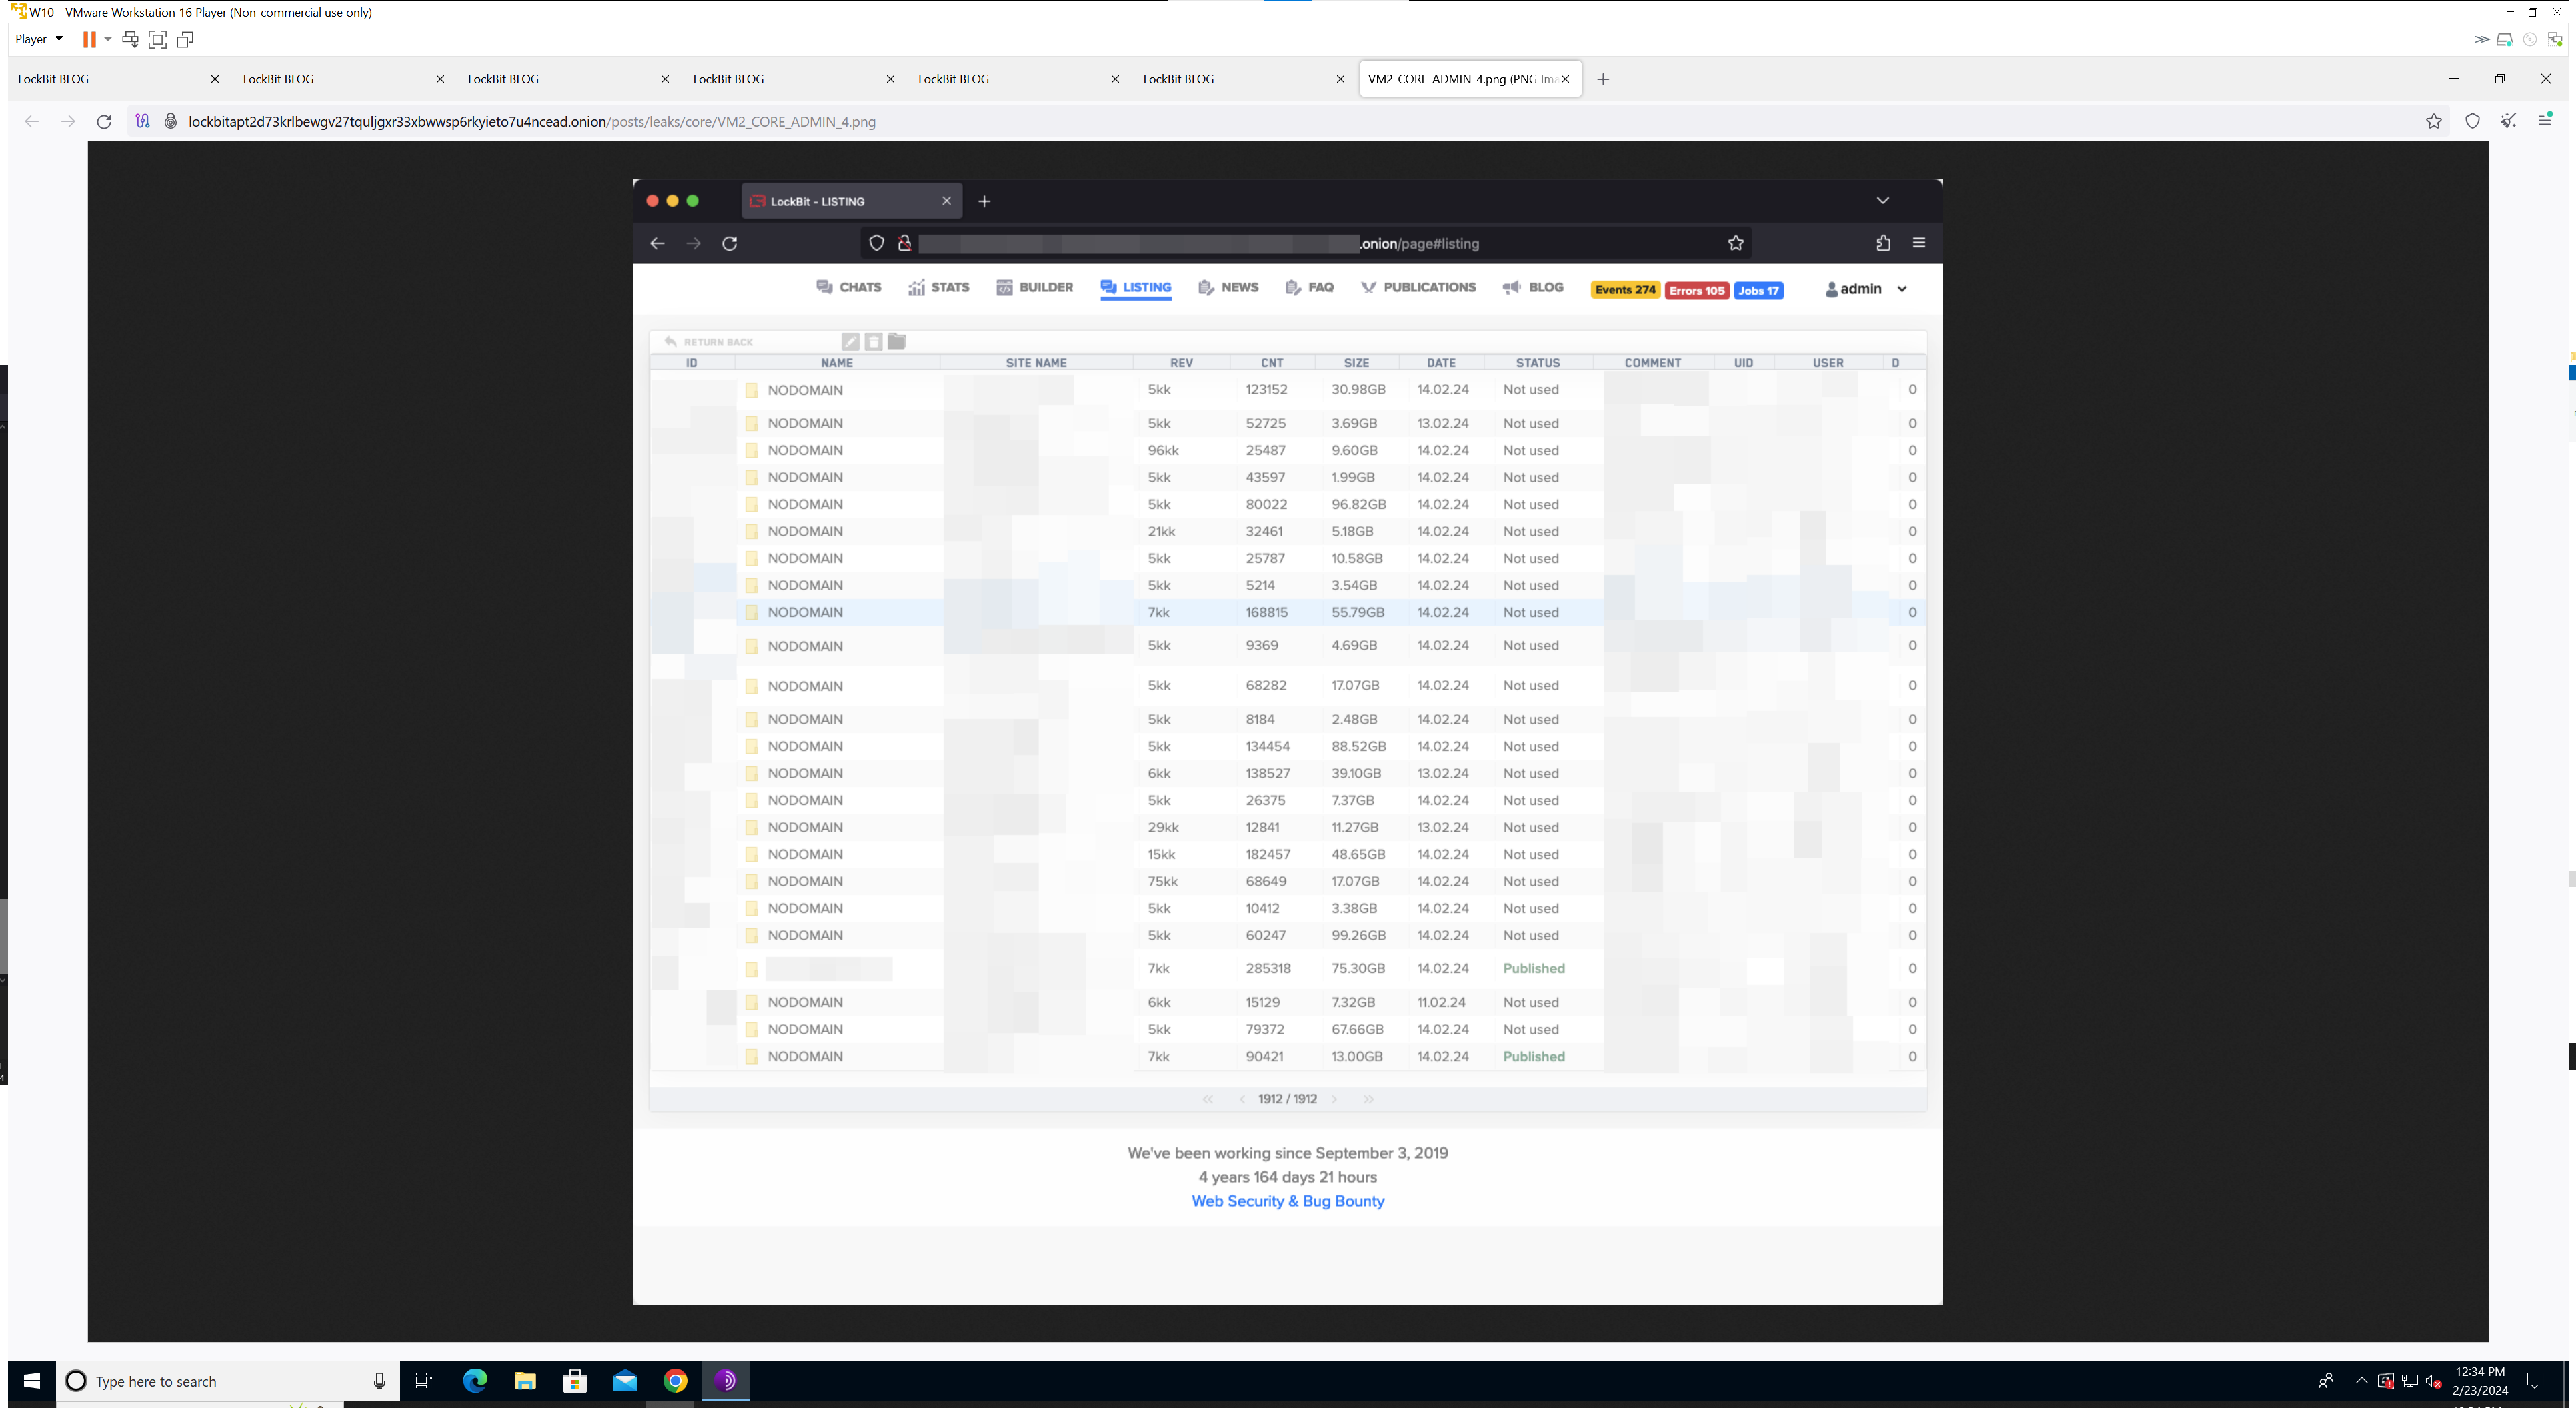 W10 - VMware Workstation 16 Player (Non-commercial use only)
Player
LockBit BLOG LockBit BLOG LockBit BLOG LockBit BLOG LockBit BLOG LockBit BLOG VM2_CORE_ADMIN_4.png (PNG Im
lockbitapt2d73krlbewgv27tquljgxr33xbwwsp6rkyieto7u4ncead.onion/posts/leaks/core/VM2_CORE_ADMIN_4.png
LockBit - LISTING
.onion/page#listing
CHATS STATS BUILDER LISTING NEWS FAQ PUBLICATIONS BLOG Events 274 Errors 105 Jobs 17 admin
RETURN BACK
ID NAME SITE NAME REV CNT SIZE DATE STATUS COMMENT UID USER D
NODOMAIN 5kk 123152 30.98GB 14.02.24 Not used 0
NODOMAIN 5kk 52725 3.69GB 13.02.24 Not used 0
NODOMAIN 96kk 25487 9.60GB 14.02.24 Not used 0
NODOMAIN 5kk 43597 1.99GB 14.02.24 Not used 0
NODOMAIN 5kk 80022 96.82GB 14.02.24 Not used 0
NODOMAIN 21kk 32461 5.18GB 14.02.24 Not used 0
NODOMAIN 5kk 25787 10.58GB 14.02.24 Not used 0
NODOMAIN 5kk 5214 3.54GB 14.02.24 Not used 0
NODOMAIN 7kk 168815 55.79GB 14.02.24 Not used 0
NODOMAIN 5kk 9369 4.69GB 14.02.24 Not used 0
NODOMAIN 5kk 68282 17.07GB 14.02.24 Not used 0
NODOMAIN 5kk 8184 2.48GB 14.02.24 Not used 0
NODOMAIN 5kk 134454 88.52GB 14.02.24 Not used 0
NODOMAIN 6kk 138527 39.10GB 13.02.24 Not used 0
NODOMAIN 5kk 26375 7.37GB 14.02.24 Not used 0
NODOMAIN 29kk 12841 11.27GB 13.02.24 Not used 0
NODOMAIN 15kk 182457 48.65GB 14.02.24 Not used 0
NODOMAIN 75kk 68649 17.07GB 14.02.24 Not used 0
NODOMAIN 5kk 10412 3.38GB 14.02.24 Not used 0
NODOMAIN 5kk 60247 99.26GB 14.02.24 Not used 0
7kk 285318 75.30GB 14.02.24 Published 0
NODOMAIN 6kk 15129 7.32GB 11.02.24 Not used 0
NODOMAIN 5kk 79372 67.66GB 14.02.24 Not used 0
NODOMAIN 7kk 90421 13.00GB 14.02.24 Published 0
1912 / 1912
We've been working since September 3, 2019
4 years 164 days 21 hours
Web Security & Bug Bounty
Type here to search
12:34 PM
2/23/2024